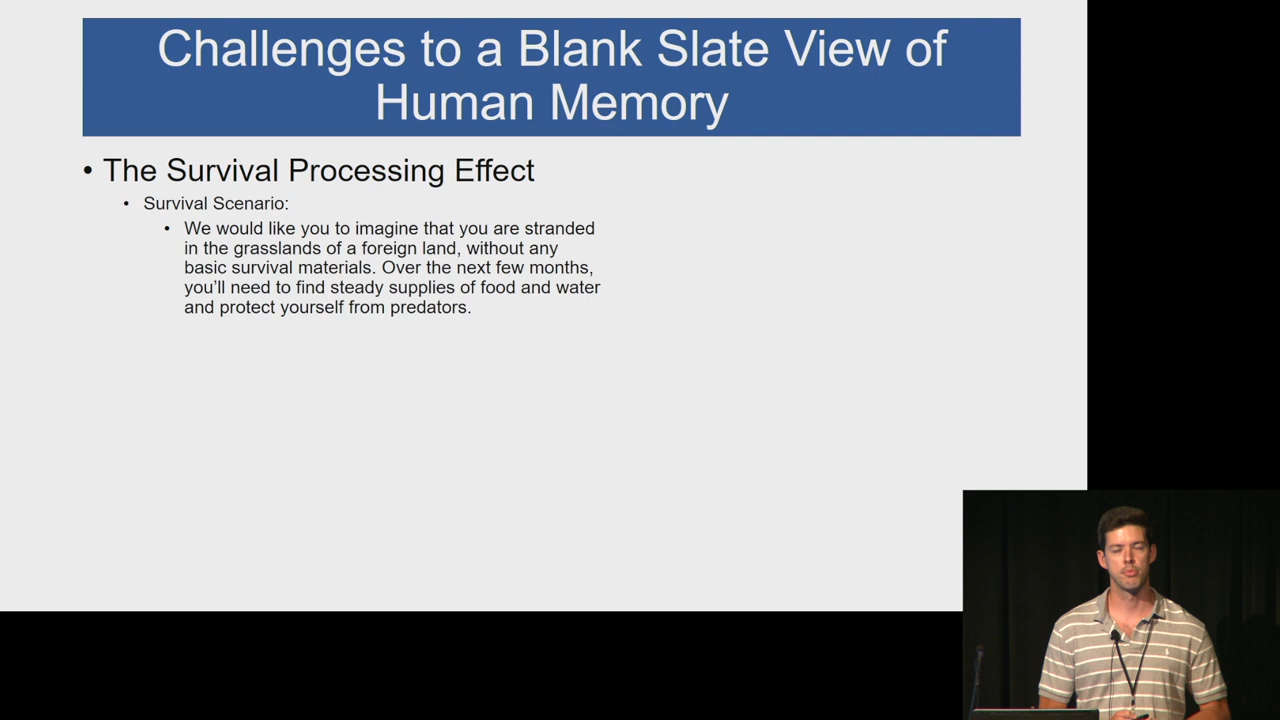 Challenges to a Blank Slate View of
Human Memory
• The Survival Processing Effect
• Survival Scenario:
• We would like you to imagine that you are stranded
in the grasslands of a foreign land, without any
basic survival materials. Over the next few months,
you’ll need to find steady supplies of food and water
and protect yourself from predators.